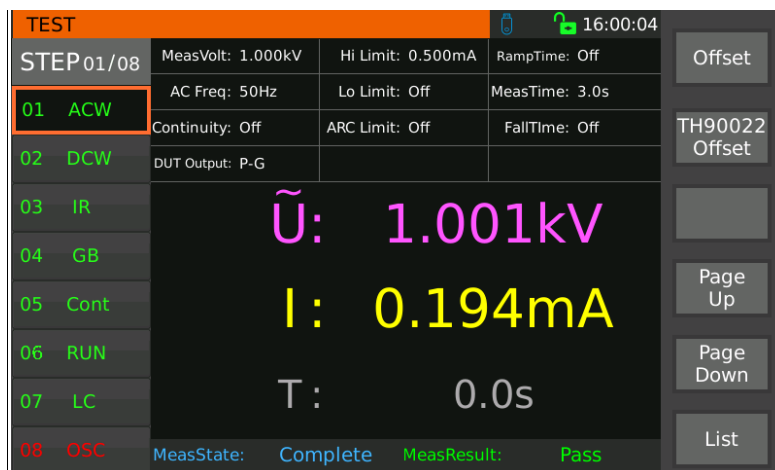 TEST
16:00:04
STEP 01/08
MeasVolt: 1.000kV
Hi Limit: 0.500mA
RampTime: Off
AC Freq: 50Hz
Lo Limit: Off
MeasTime: 3.0s
Continuity: Off
ARC Limit: Off
FallTIme: Off
DUT Output: P-G
01 ACW
02 DCW
03 IR
04 GB
05 Cont
06 RUN
07 LC
08 OSC
Ũ: 1.001kV
I : 0.194mA
T : 0.0s
MeasState: Complete MeasResult: Pass
Offset
TH90022
Offset
Page
Up
Page
Down
List